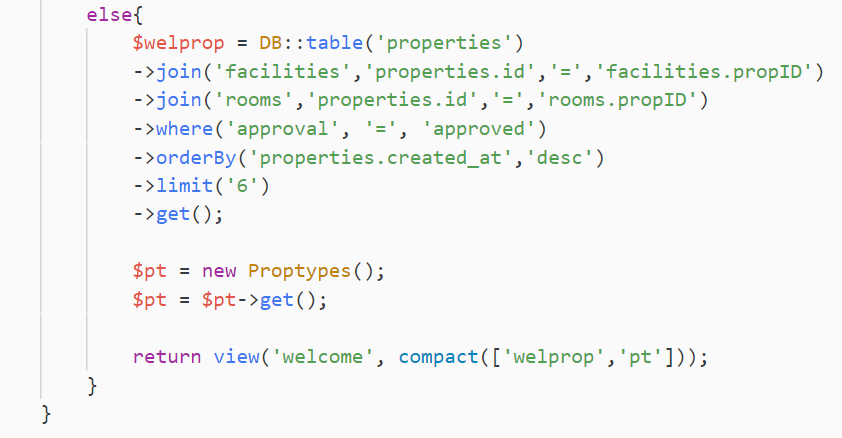 else{
$welprop = DB::table('properties')
->join('facilities','properties.id','=','facilities.propID')
->join('rooms','properties.id','=','rooms.propID')
->where('approval', '=', 'approved')
->orderBy('properties.created_at','desc')
->limit('6')
->get();
$pt = new Proptypes();
$pt = $pt->get();
return view('welcome', compact(['welprop','pt']));
}
}